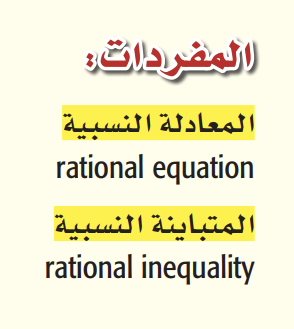 المفردات:
المعادلة النسبية
rational equation
المتباينة النسبية
rational inequality